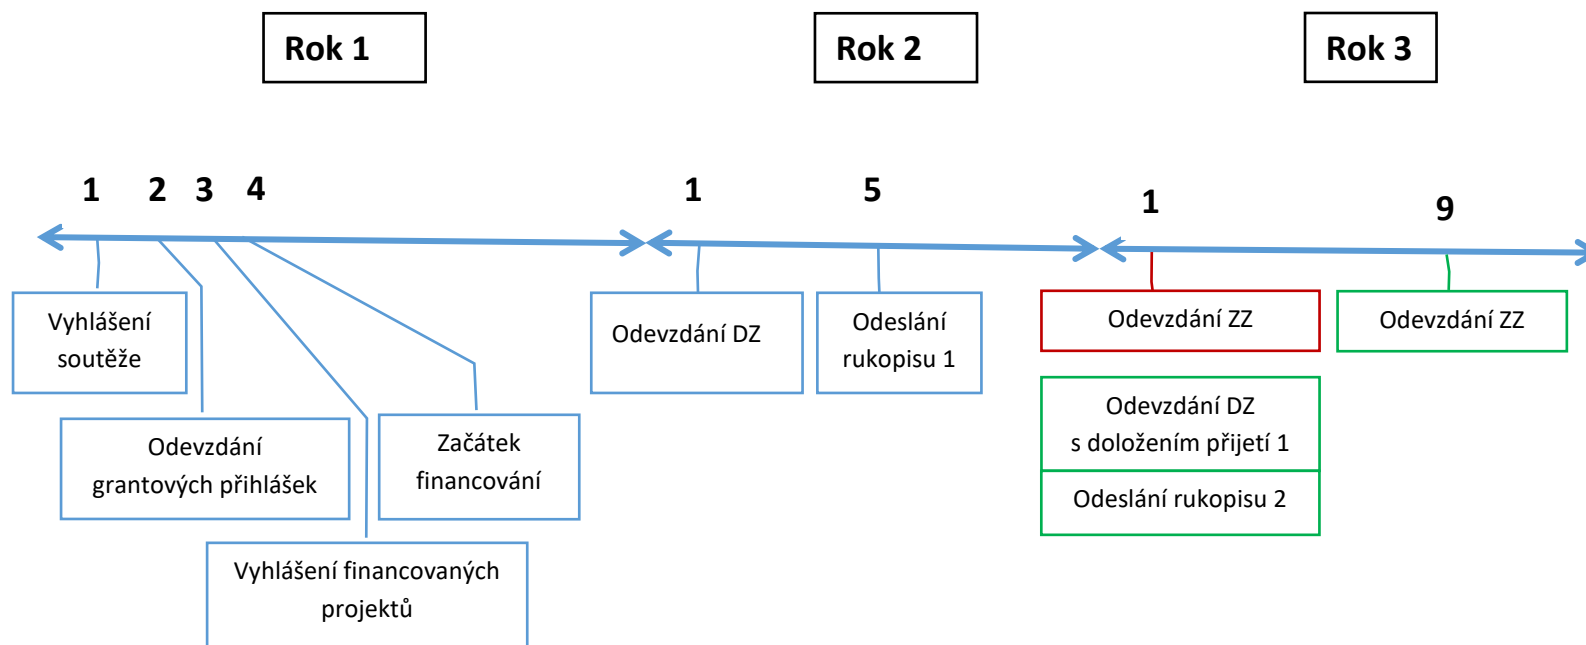 Rok 1
Rok 2
Rok 3
1
2
3
4
1
5
1
9
Vyhlášení
soutěže
Odevzdání
grantových přihlášek
Vyhlášení financovaných
projektů
Začátek
financování
Odevzdání DZ
Odeslání
rukopisu 1
Odevzdání ZZ
Odevzdání DZ
s doložením přijetí 1
Odeslání rukopisu 2
Odevzdání ZZ